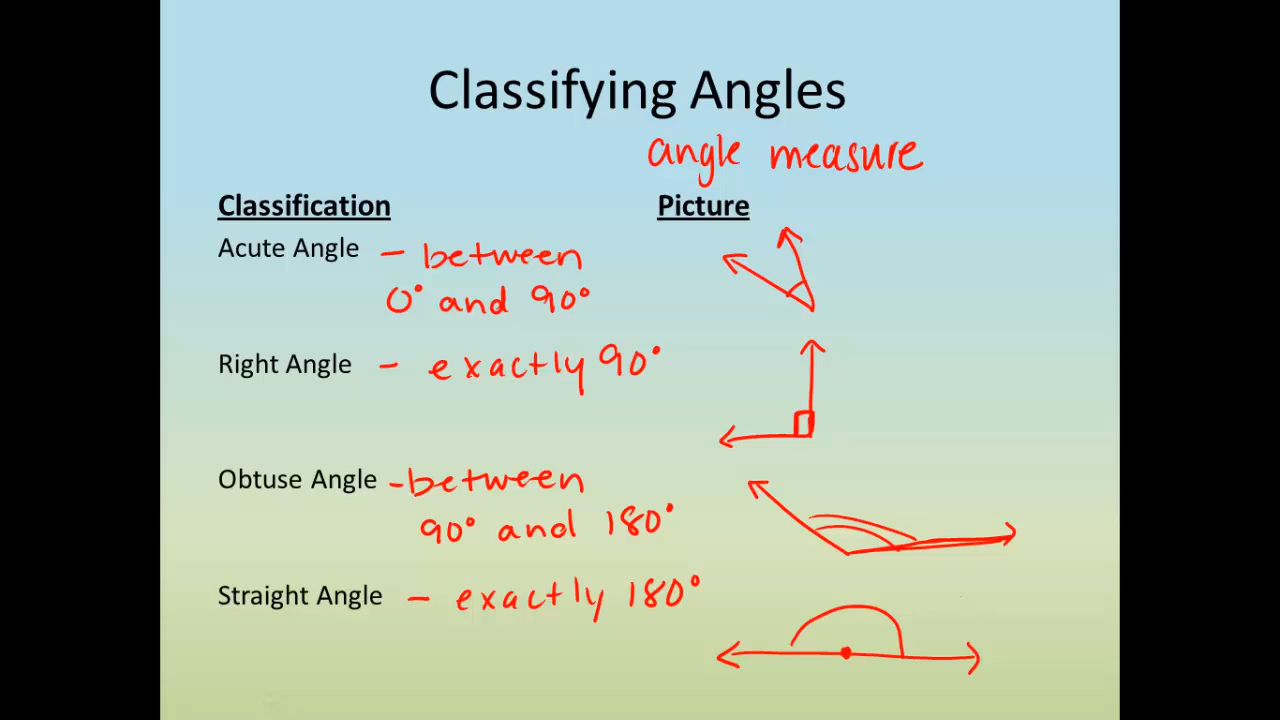 Classifying Angles
angle measure
Classification Picture
Acute Angle – between
0° and 90°
Right Angle – exactly 90°
Obtuse Angle – between
90° and 180°
Straight Angle – exactly 180°